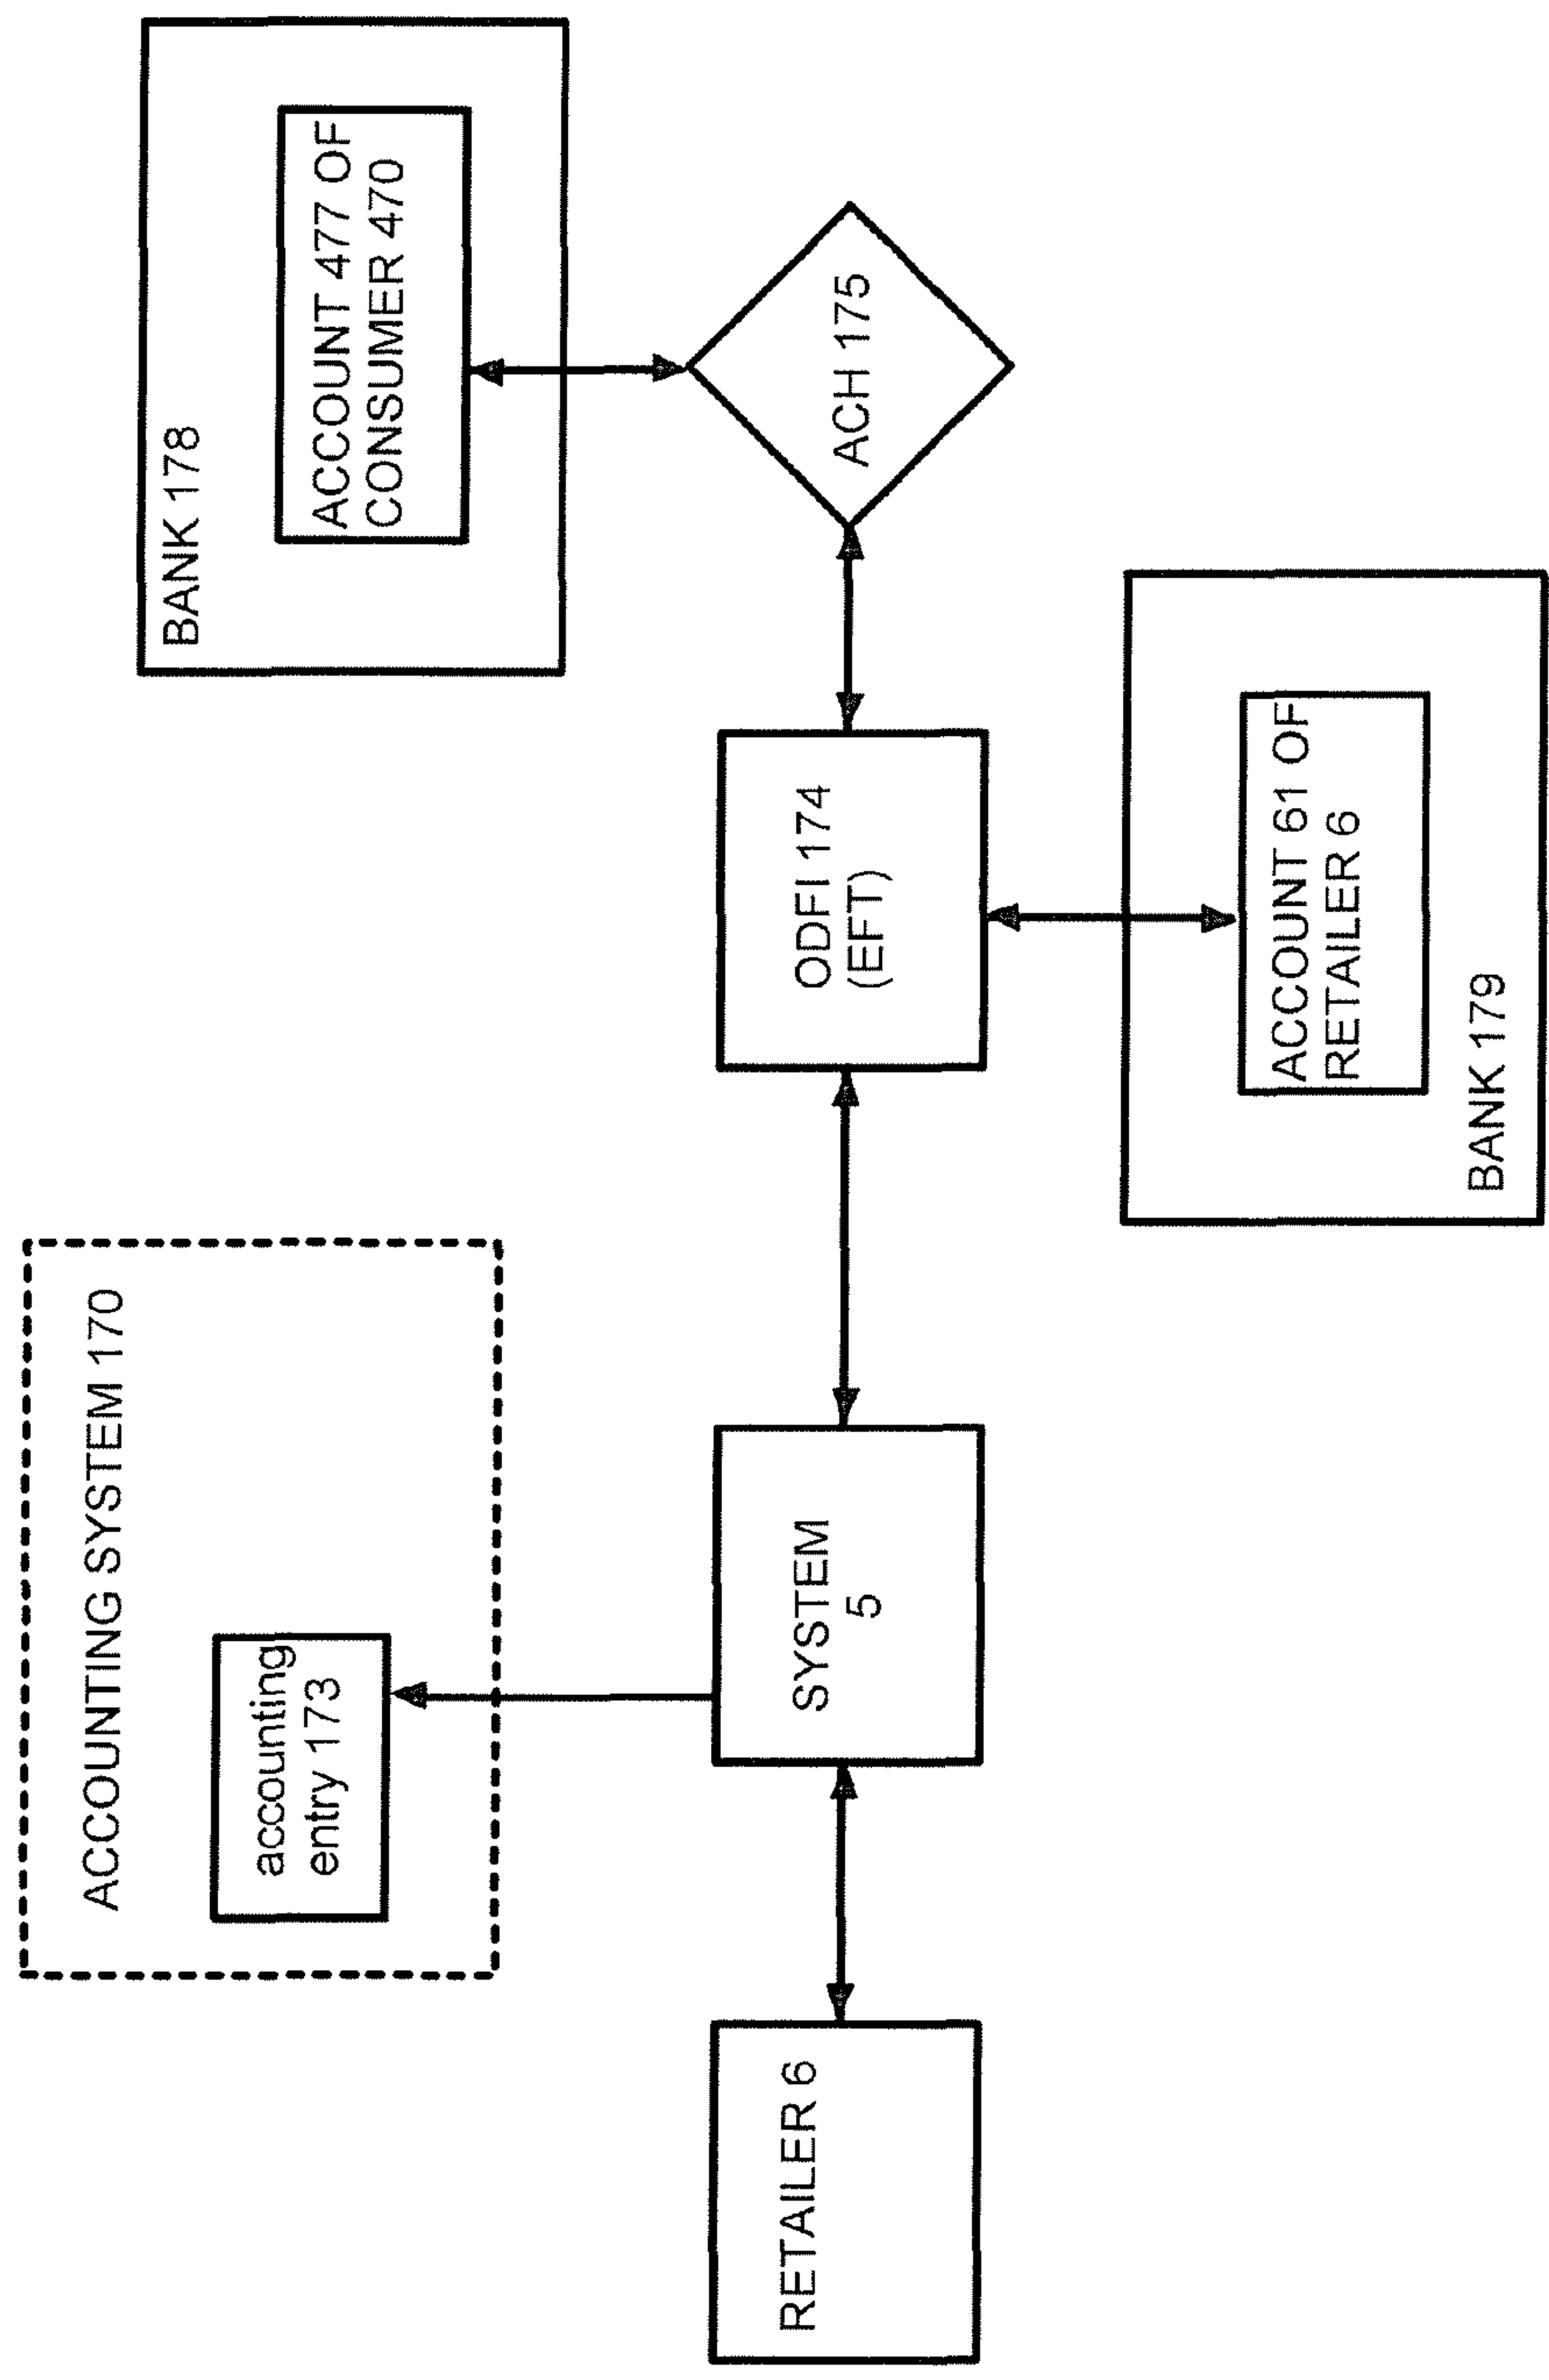 ACCOUNTING SYSTEM 170
accounting
entry 173
BANK 178
ACCOUNT 477 OF
CONSUMER 470
RETAILER 6
SYSTEM
5
ODFI 174
(EFT)
ACH 175
ACCOUNT 61 OF
RETAILER 6
BANK 179